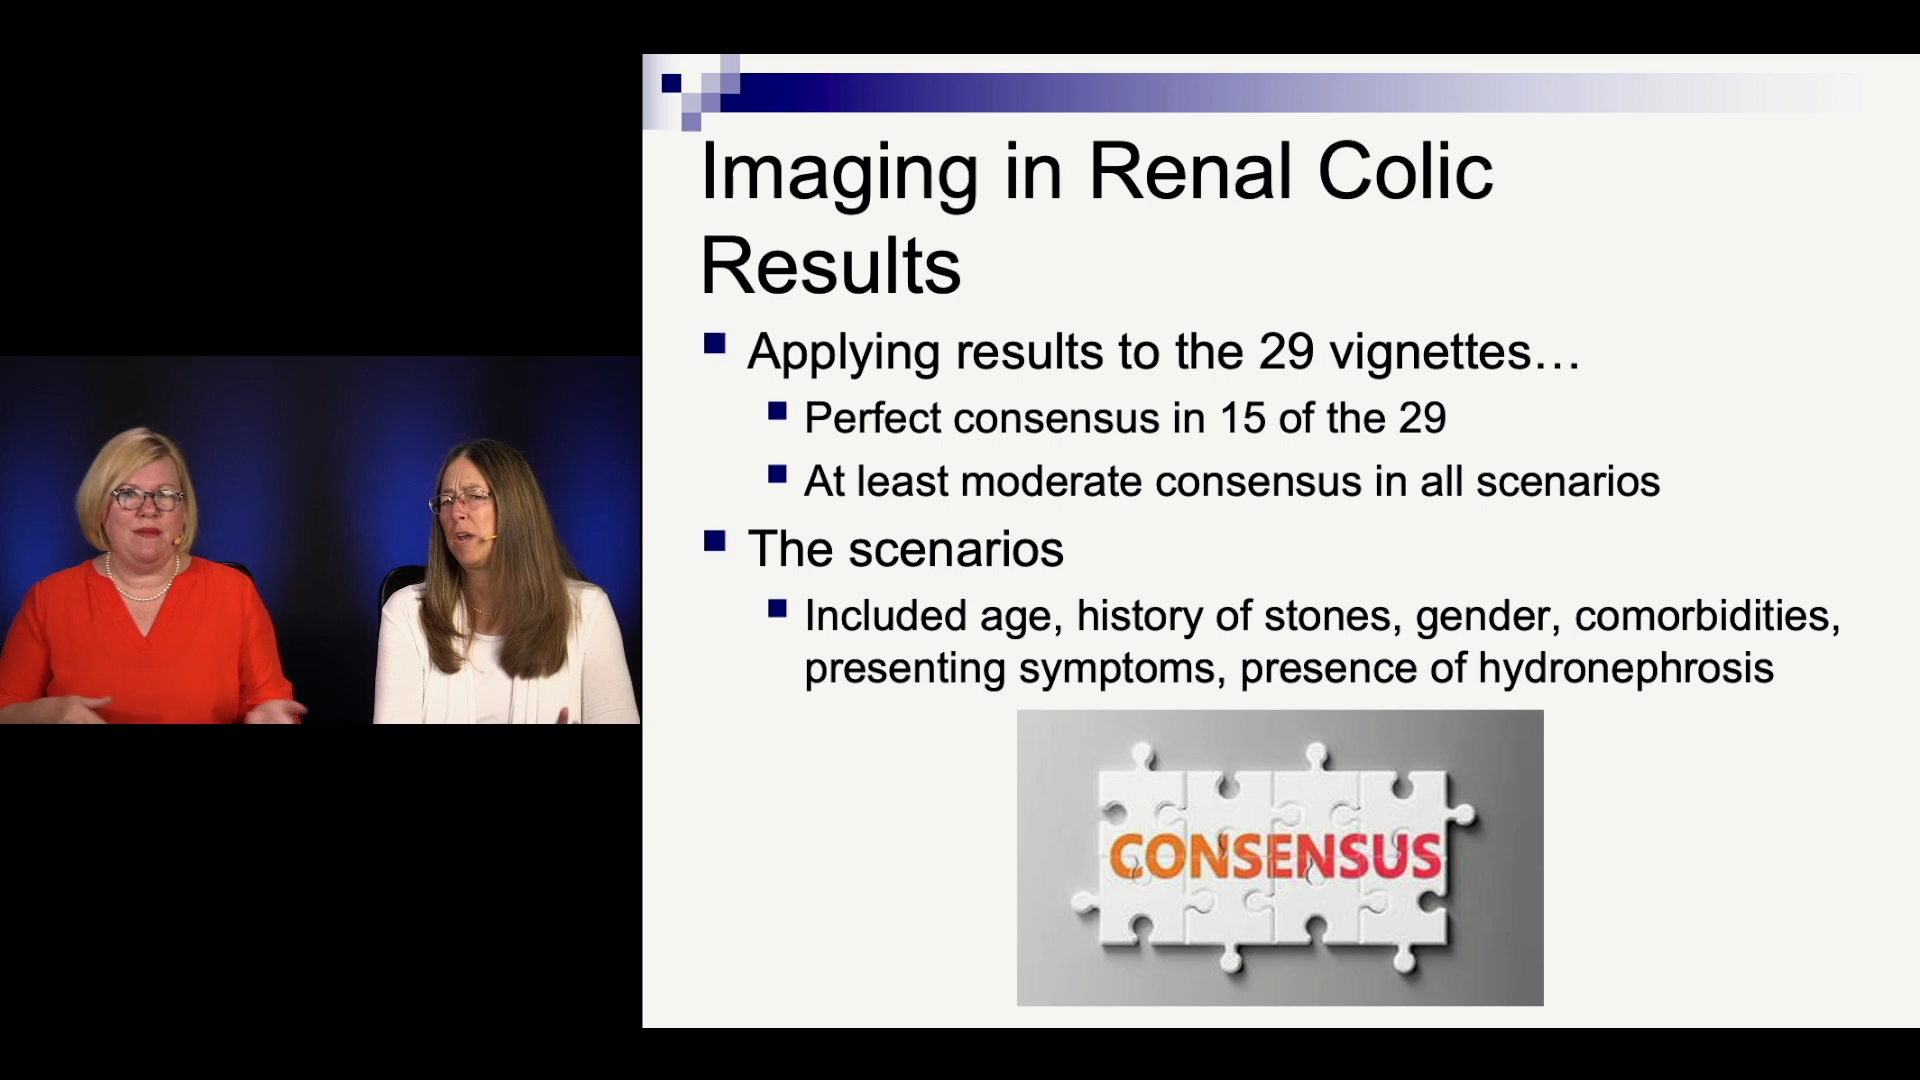 Imaging in Renal Colic
Results
Applying results to the 29 vignettes…
Perfect consensus in 15 of the 29
At least moderate consensus in all scenarios
The scenarios
Included age, history of stones, gender, comorbidities,
presenting symptoms, presence of hydronephrosis
CONSENSUS